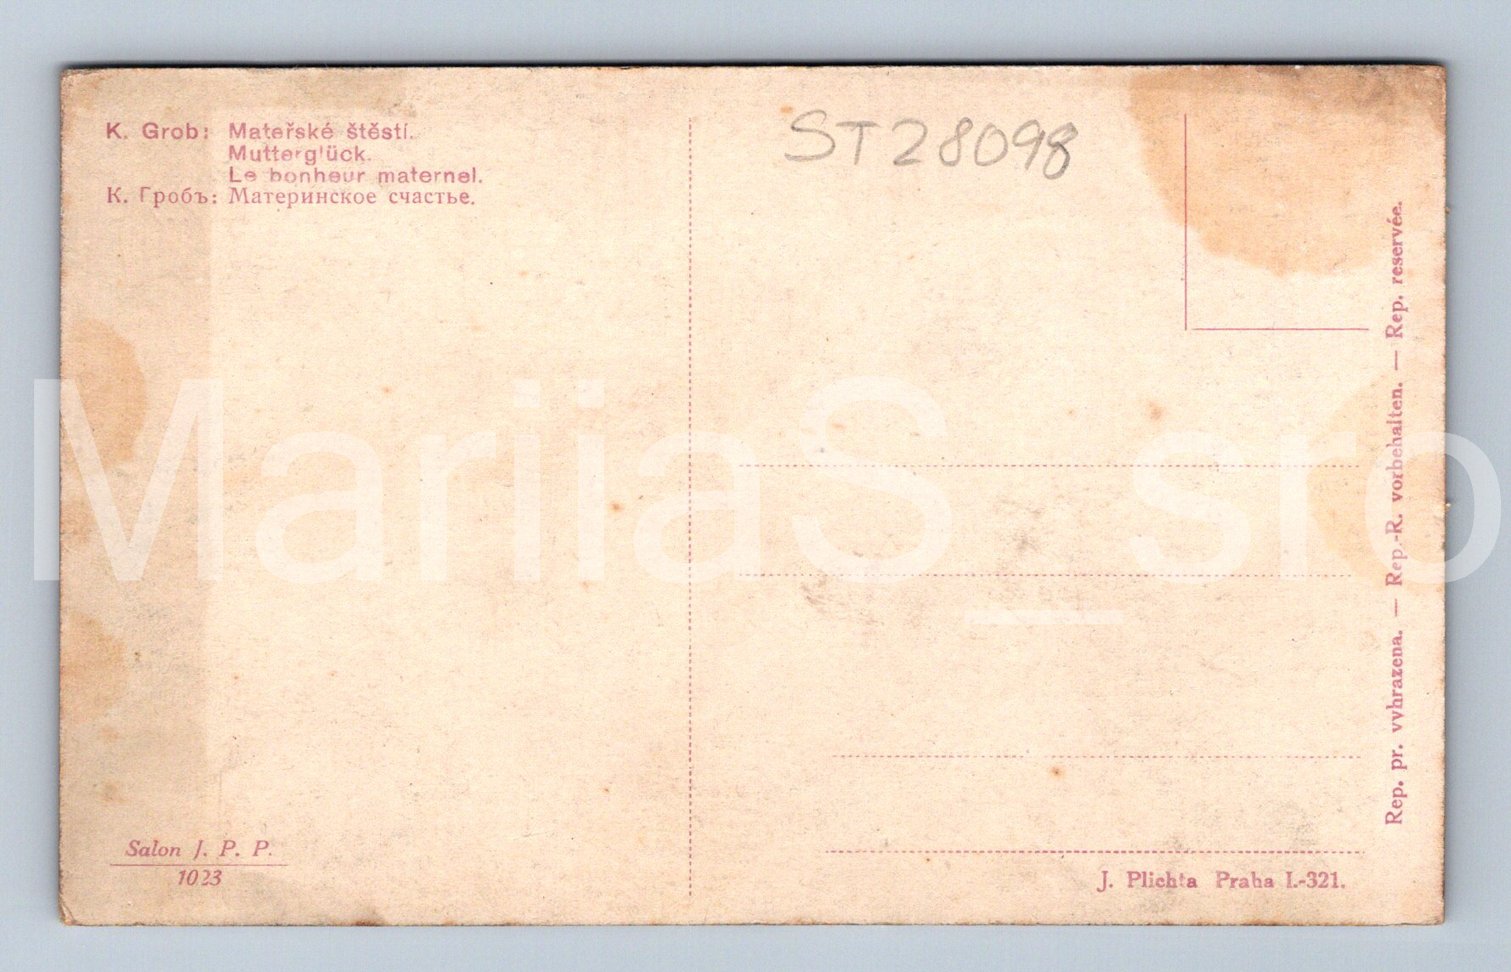 K. Grob: Mateřské štěstí.
Mutterglück.
Le bonheur maternel.
К. Гробъ: Материнское счастье.
ST28098
Rep. pr. vyhrazena. — Rep.-R. vorbehalten. — Rep. reservée.
MariiaS_sro
Salon J. P. P.
1023
J. Plichta Praha I.-321.